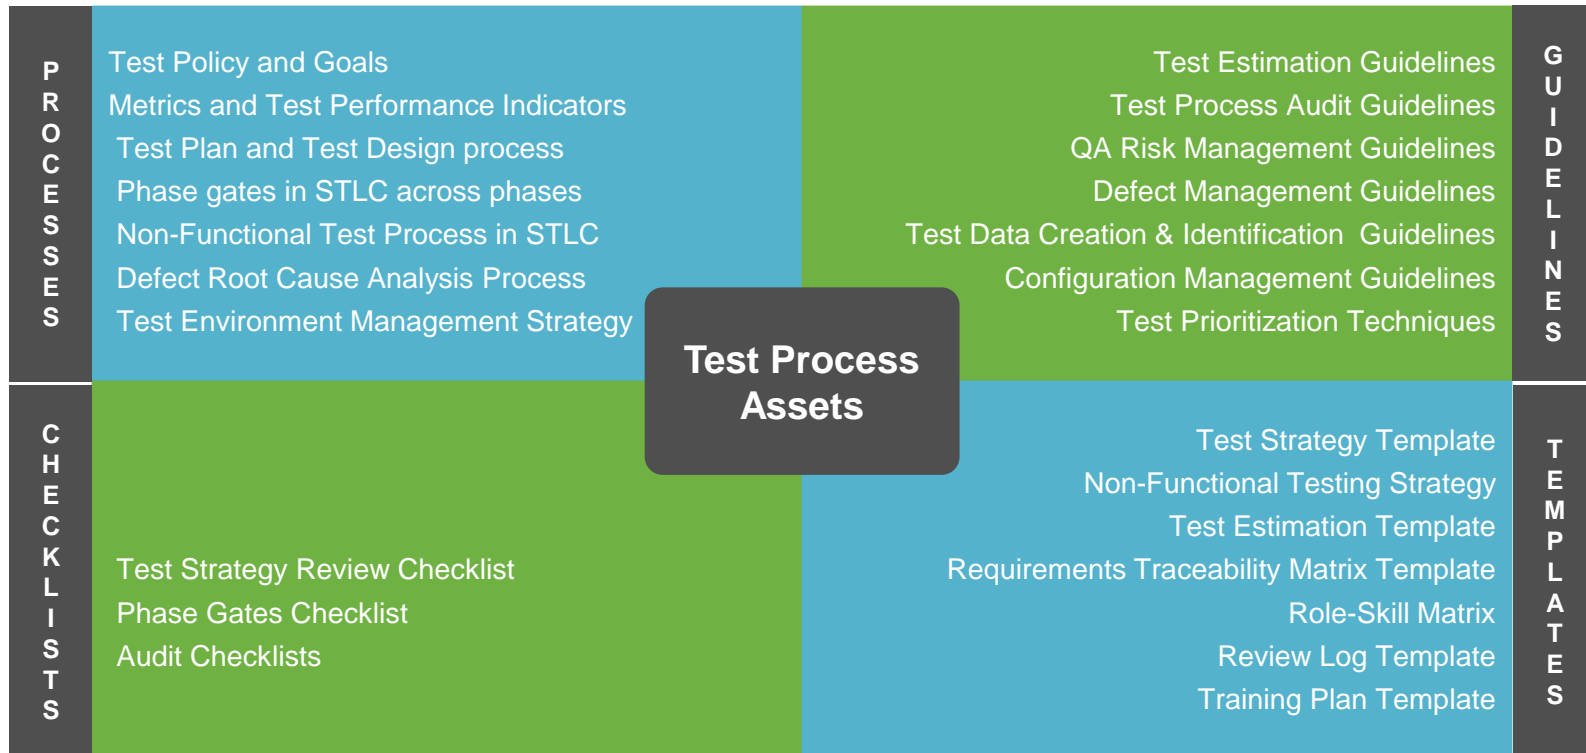 PROCESSES
Test Policy and Goals
Metrics and Test Performance Indicators
Test Plan and Test Design process
Phase gates in STLC across phases
Non-Functional Test Process in STLC
Defect Root Cause Analysis Process
Test Environment Management Strategy
GUIDELINES
Test Estimation Guidelines
Test Process Audit Guidelines
QA Risk Management Guidelines
Defect Management Guidelines
Test Data Creation & Identification  Guidelines
Configuration Management Guidelines
Test Prioritization Techniques
Test Process
Assets
CHECKLISTS
Test Strategy Review Checklist
Phase Gates Checklist
Audit Checklists
TEMPLATES
Test Strategy Template
Non-Functional Testing Strategy
Test Estimation Template
Requirements Traceability Matrix Template
Role-Skill Matrix
Review Log Template
Training Plan Template